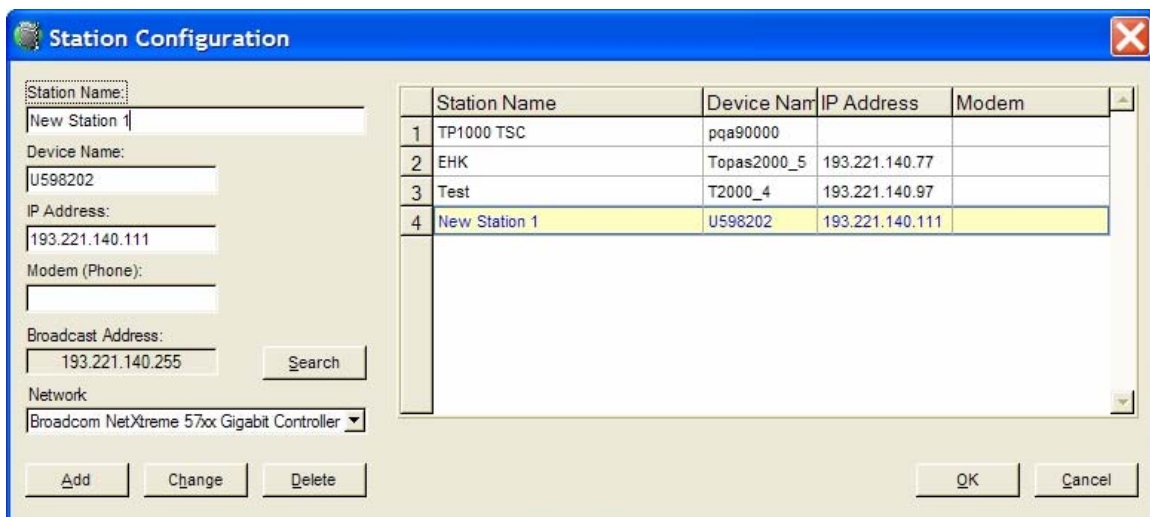 Station Configuration
Station Name:
New Station 1
Device Name:
U598202
IP Address:
193.221.140.111
Modem (Phone):
Broadcast Address:
193.221.140.255
Search
Network
Broadcom NetXtreme 57xx Gigabit Controller
Add Change Delete
Station Name Device Nam IP Address Modem
1 TP1000 TSC pqa90000
2 EHK Topas2000_5 193.221.140.77
3 Test T2000_4 193.221.140.97
4 New Station 1 U598202 193.221.140.111
OK Cancel